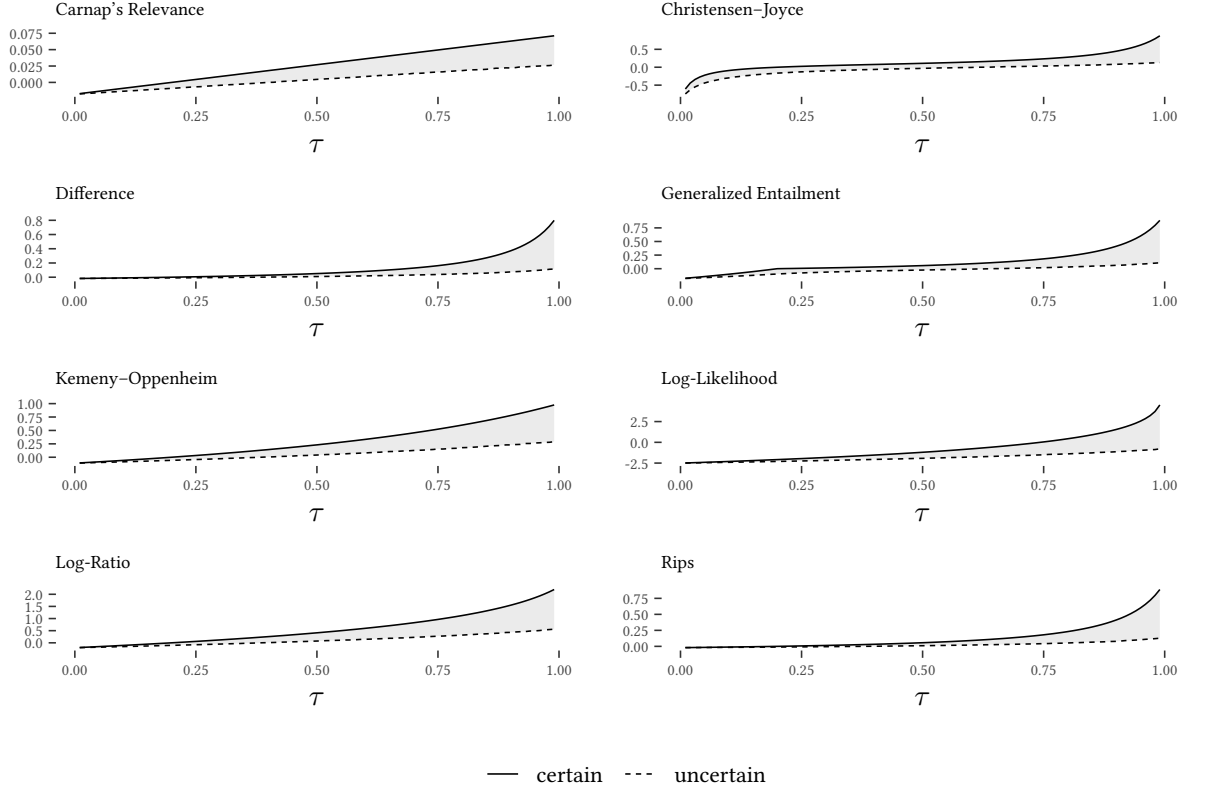 Carnap's Relevance
0.075
0.050
0.025
0.000
0.00 0.25 0.50 0.75 1.00
τ
Christensen–Joyce
0.5
0.0
-0.5
0.00 0.25 0.50 0.75 1.00
τ
Difference
0.8
0.6
0.4
0.2
0.0
0.00 0.25 0.50 0.75 1.00
τ
Generalized Entailment
0.75
0.50
0.25
0.00
0.00 0.25 0.50 0.75 1.00
τ
Kemeny–Oppenheim
1.00
0.75
0.50
0.25
0.00
0.00 0.25 0.50 0.75 1.00
τ
Log-Likelihood
2.5
0.0
-2.5
0.00 0.25 0.50 0.75 1.00
τ
Log-Ratio
2.0
1.5
1.0
0.5
0.0
0.00 0.25 0.50 0.75 1.00
τ
Rips
0.75
0.50
0.25
0.00
0.00 0.25 0.50 0.75 1.00
τ
certain uncertain